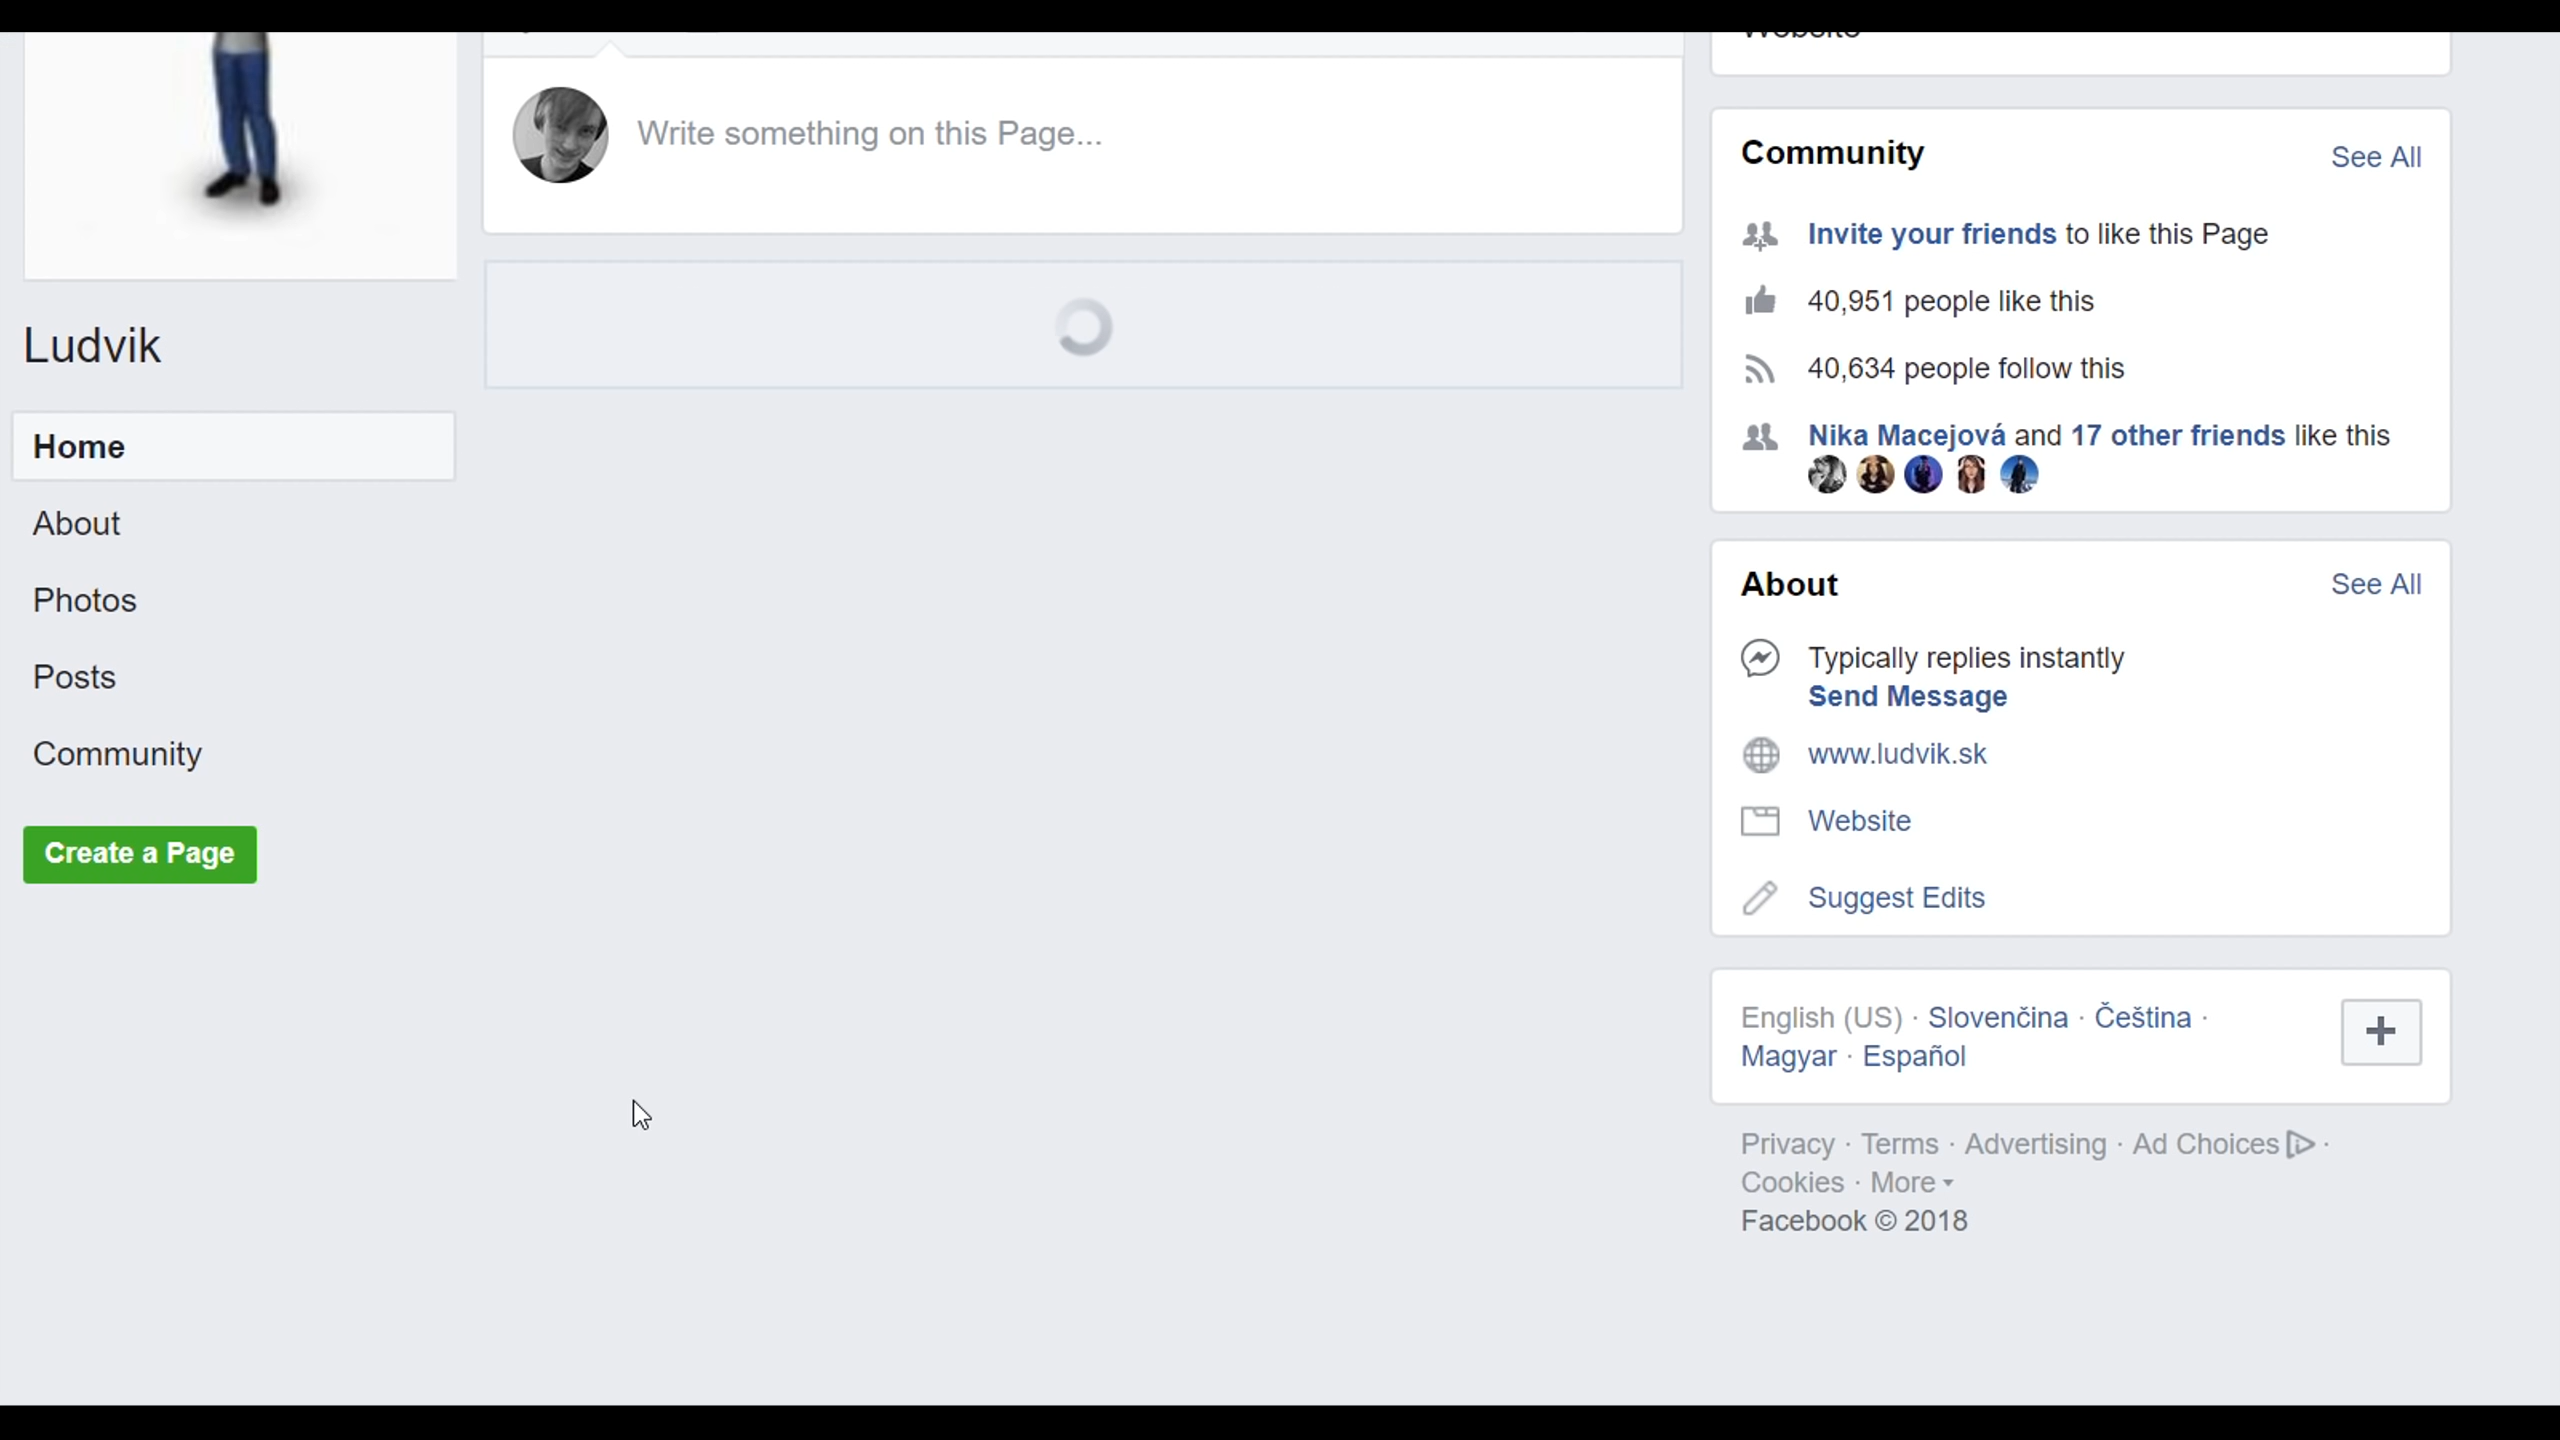 Write something on this Page...
Ludvik
Home
About
Photos
Posts
Community
Create a Page
Website
Community
See All
Invite your friends to like this Page
40,951 people like this
40,634 people follow this
Nika Macejová and 17 other friends like this
About
See All
Typically replies instantly
Send Message
www.ludvik.sk
Website
Suggest Edits
English (US) · Slovenčina · Čeština ·
Magyar · Español
Privacy · Terms · Advertising · Ad Choices ·
Cookies · More
Facebook © 2018